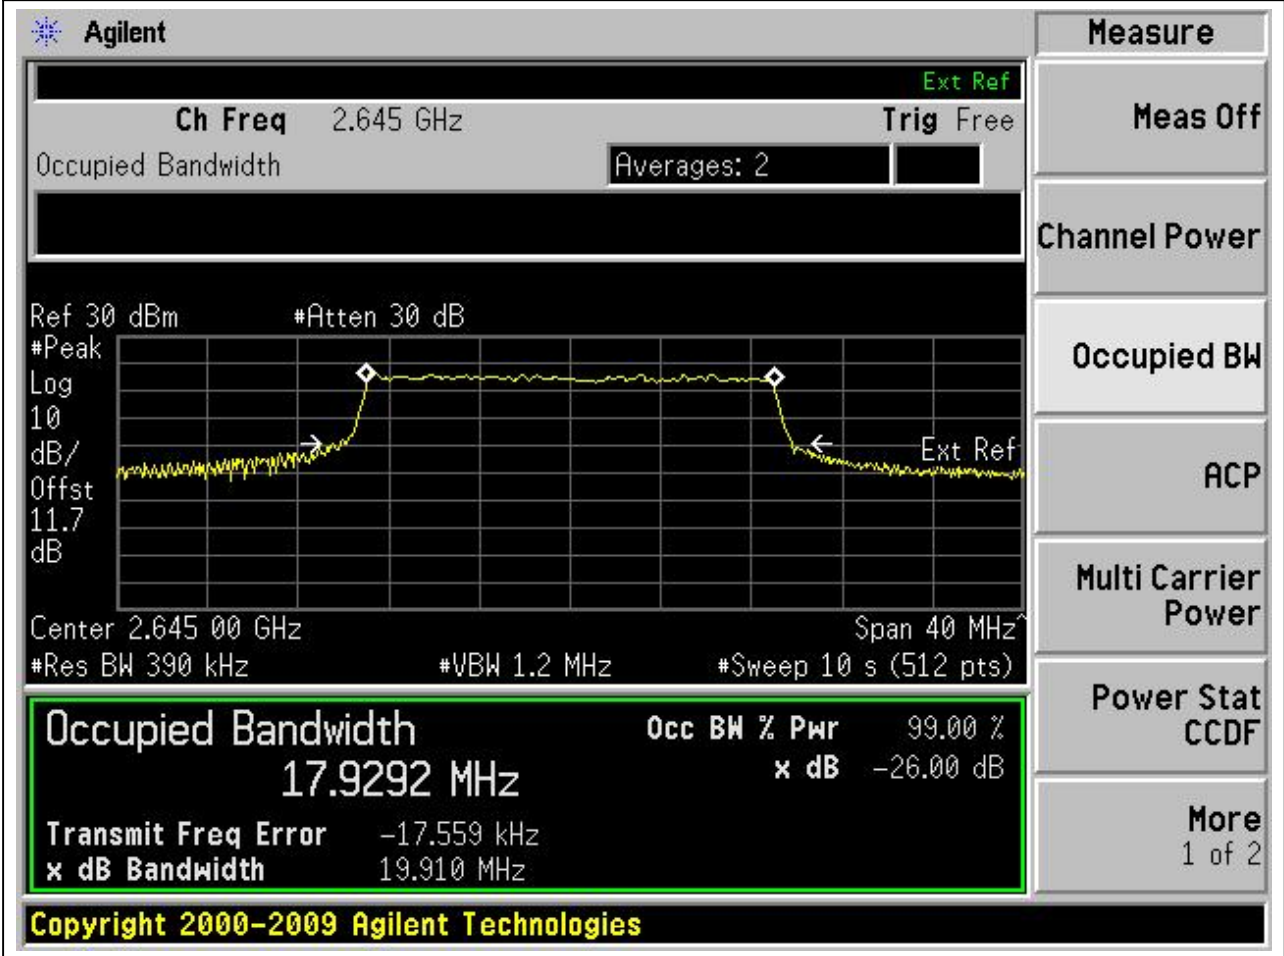 Agilent
Measure
Ext Ref
Ch Freq 2.645 GHz Trig Free
Meas Off
Occupied Bandwidth Averages: 2
Channel Power
Ref 30 dBm #Atten 30 dB
#Peak
Log
10
dB/
Offst
11.7
dB
Ext Ref
Occupied BW
ACP
Center 2.645 00 GHz Span 40 MHz^
#Res BW 390 kHz #VBW 1.2 MHz #Sweep 10 s (512 pts)
Multi Carrier
Power
Occupied Bandwidth Occ BW % Pwr 99.00 %
17.9292 MHz x dB -26.00 dB
Transmit Freq Error -17.559 kHz
x dB Bandwidth 19.910 MHz
Power Stat
CCDF
More
1 of 2
Copyright 2000-2009 Agilent Technologies